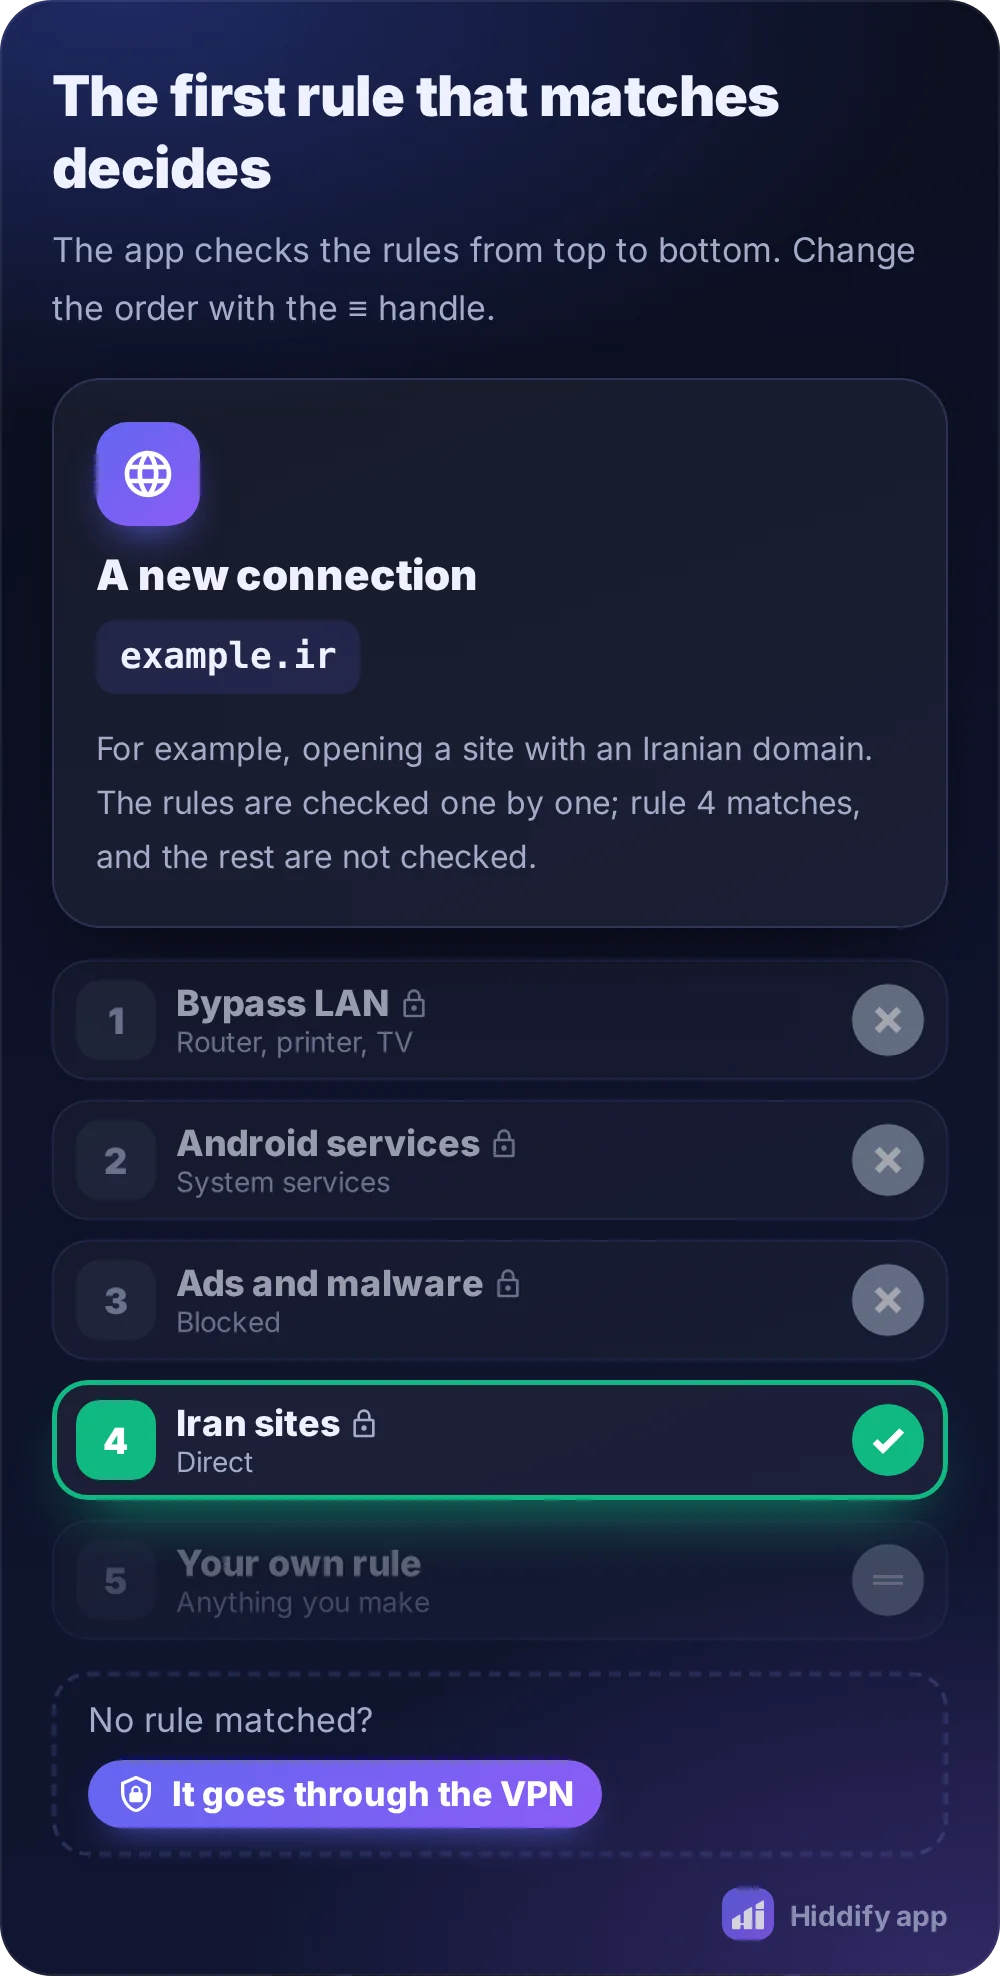 The first rule that matches
decides
The app checks the rules from top to bottom. Change
the order with the ≡ handle.
A new connection
example.ir
For example, opening a site with an Iranian domain.
The rules are checked one by one; rule 4 matches,
and the rest are not checked.
1
Bypass LAN
Router, printer, TV
2
Android services
System services
3
Ads and malware
Blocked
4
Iran sites
Direct
5
Your own rule
Anything you make
No rule matched?
It goes through the VPN
Hiddify app